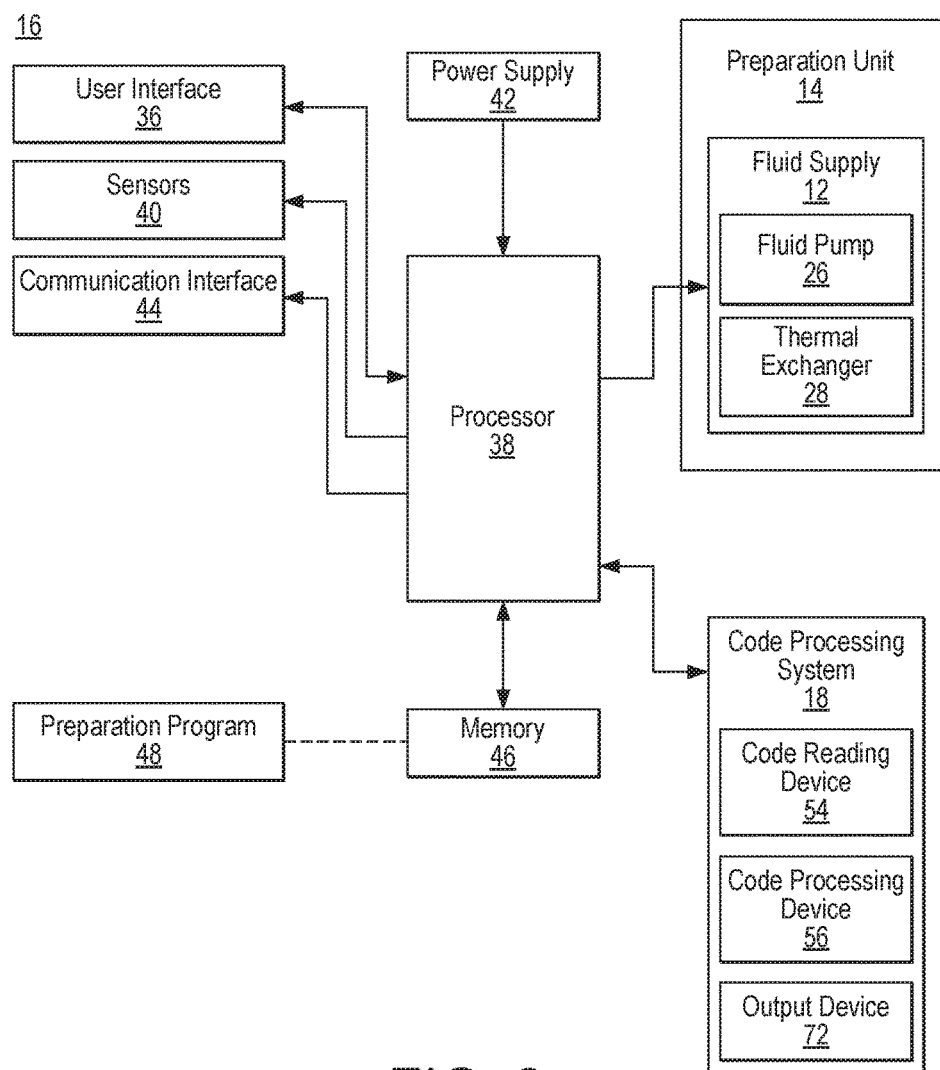 16
User Interface
36
Sensors
40
Communication Interface
44
Power Supply
42
Preparation Unit
14
Fluid Supply
12
Fluid Pump
26
Thermal
Exchanger
28
Processor
38
Preparation Program
48
Memory
46
Code Processing
System
18
Code Reading
Device
54
Code Processing
Device
56
Output Device
72